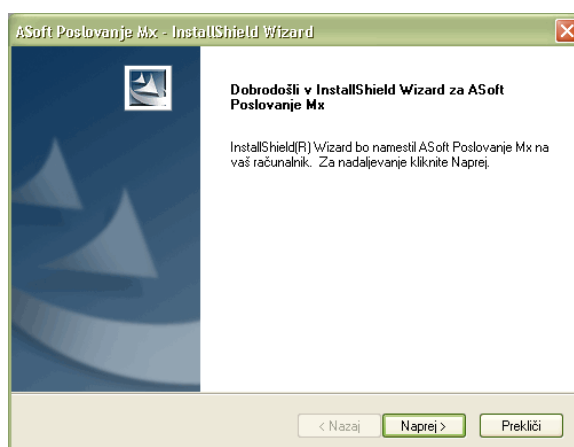 ASoft Poslovanje Mx - InstallShield Wizard
Dobrodošli v InstallShield Wizard za ASoft
Poslovanje Mx
InstallShield(R) Wizard bo namestil ASoft Poslovanje Mx na
vaš računalnik. Za nadaljevanje kliknite Naprej.
< Nazaj Naprej > Prekliči